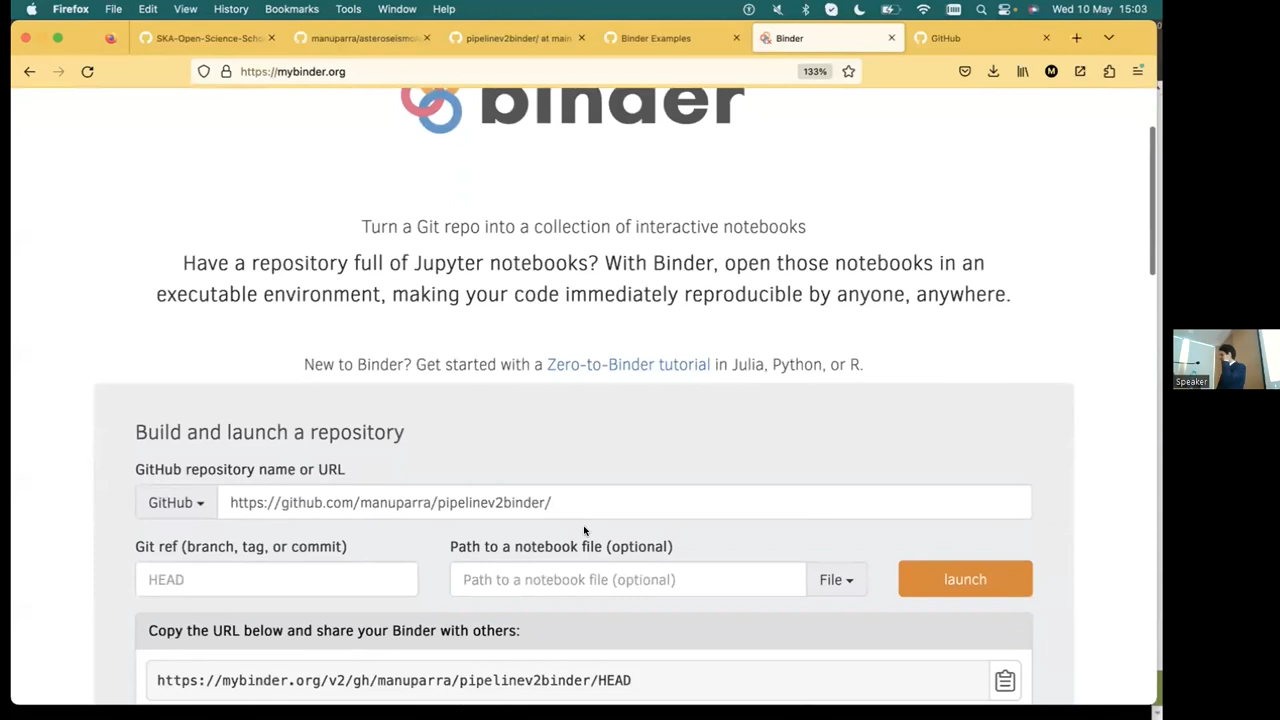 Firefox File Edit View History Bookmarks Tools Window Help Wed 10 May 15:03
SKA-Open-Science-Scho manuparra/asteroseismo pipelinev2binder/ at main Binder Examples Binder GitHub
https://mybinder.org 133%
binder
Turn a Git repo into a collection of interactive notebooks
Have a repository full of Jupyter notebooks? With Binder, open those notebooks in an
executable environment, making your code immediately reproducible by anyone, anywhere.
New to Binder? Get started with a Zero-to-Binder tutorial in Julia, Python, or R.
Build and launch a repository
GitHub repository name or URL
GitHub https://github.com/manuparra/pipelinev2binder/
Git ref (branch, tag, or commit) Path to a notebook file (optional)
HEAD Path to a notebook file (optional) File launch
Copy the URL below and share your Binder with others:
https://mybinder.org/v2/gh/manuparra/pipelinev2binder/HEAD
Speaker